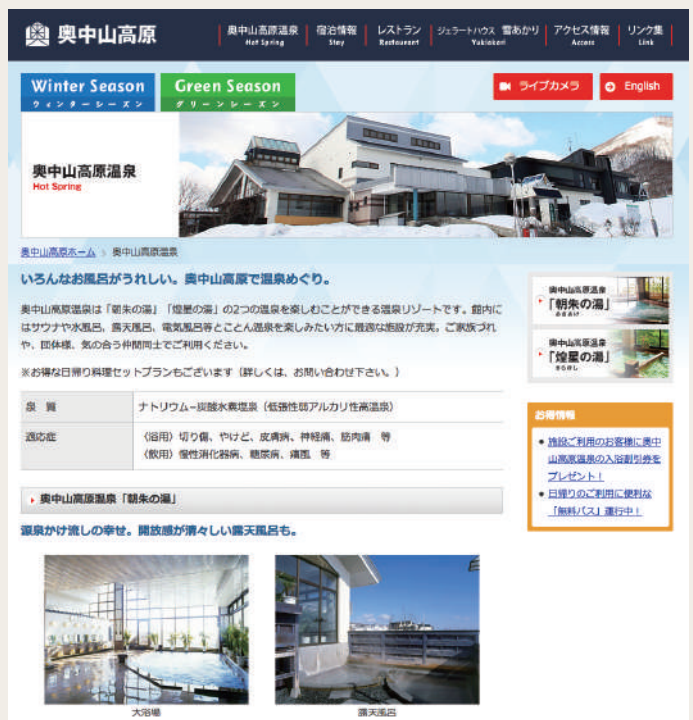 奥中山高原
奥中山高原温泉
Hot Spring
宿泊情報
Stay
レストラン
Restaurant
ジェラートハウス 雪あかり
Yukiakari
アクセス情報
Access
リンク集
Link
Winter Season
ウィンターシーズン
Green Season
グリーンシーズン
ライブカメラ
English
奥中山高原温泉
Hot Spring
奥中山高原ホーム > 奥中山高原温泉
いろんなお風呂がうれしい。奥中山高原で温泉めぐり。
奥中山高原温泉は「朝朱の湯」「煌星の湯」の2つの温泉を楽しむことができる温泉リゾートです。館内に
はサウナや水風呂、露天風呂、電気風呂等とことん温泉を楽しみたい方に最適な施設が充実。ご家族づれ
や、団体様、気の合う仲間同士でご利用ください。
※お得な日帰り料理セットプランもございます（詳しくは、お問い合わせ下さい。）
泉 質
ナトリウム−炭酸水素塩泉（低張性弱アルカリ性高温泉）
適応症
（浴用）切り傷、やけど、皮膚病、神経痛、筋肉痛 等
（飲用）慢性消化器病、糖尿病、痛風 等
奥中山高原温泉「朝朱の湯」
源泉かけ流しの幸せ。開放感が清々しい露天風呂も。
大浴場
露天風呂
奥中山高原温泉
「朝朱の湯」
あさあけ
奥中山高原温泉
「煌星の湯」
きらぼし
お得情報
施設ご利用のお客様に奥中
山高原温泉の入浴割引券を
プレゼント！
日帰りのご利用に便利な
「無料バス」運行中！